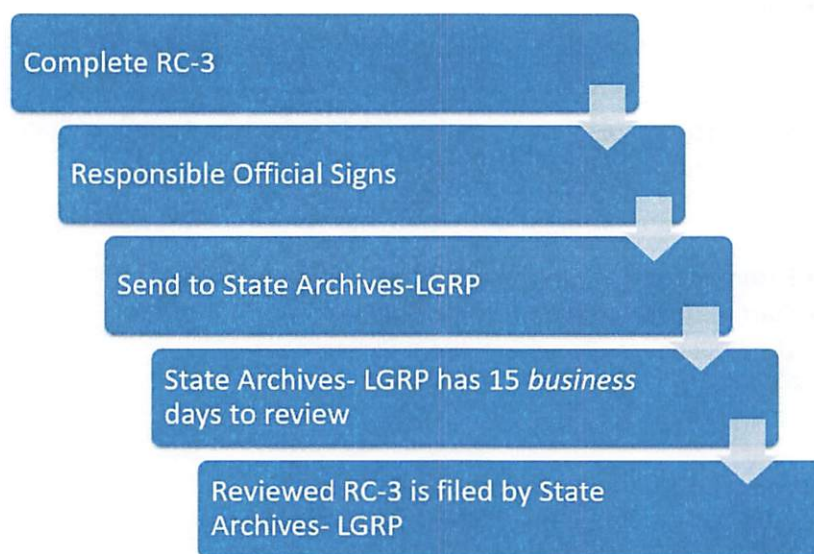 Complete RC-3
Responsible Official Signs
Send to State Archives-LGRP
State Archives- LGRP has 15 business
days to review
Reviewed RC-3 is filed by State
Archives- LGRP